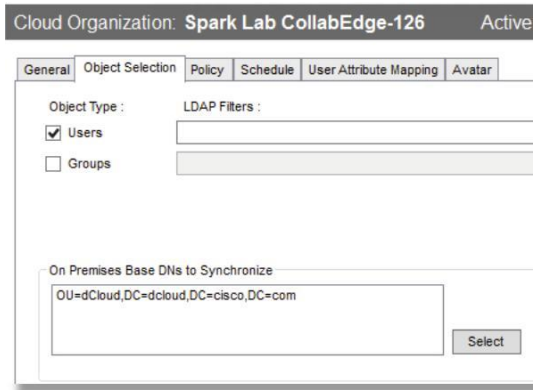 Cloud Organization: Spark Lab CollabEdge-126 Active
General Object Selection Policy Schedule User Attribute Mapping Avatar
Object Type : LDAP Filters :
Users
Groups
On Premises Base DNs to Synchronize
OU=dCloud,DC=dcloud,DC=cisco,DC=com
Select